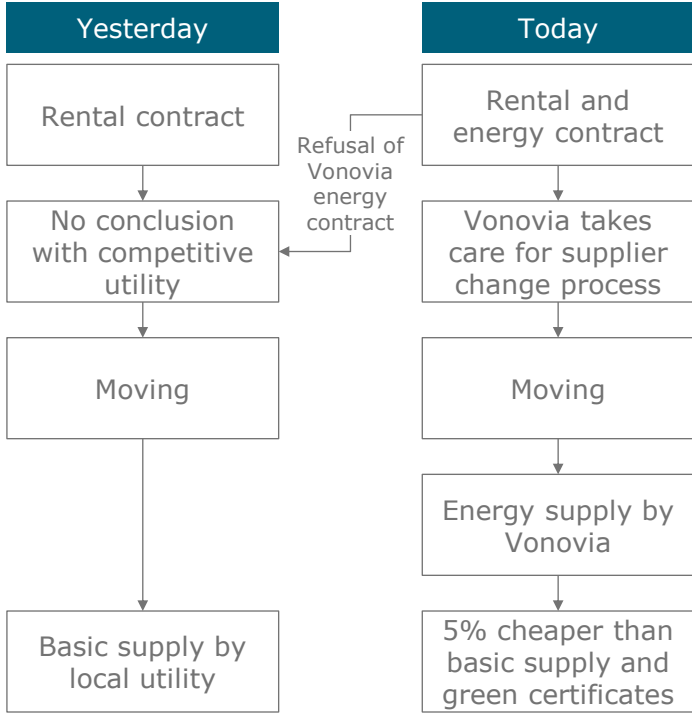 Yesterday
Rental contract
No conclusion
with competitive
utility
Moving
Basic supply by
local utility
Refusal of
Vonovia
energy
contract
Today
Rental and
energy contract
Vonovia takes
care for supplier
change process
Moving
Energy supply by
Vonovia
5% cheaper than
basic supply and
green certificates